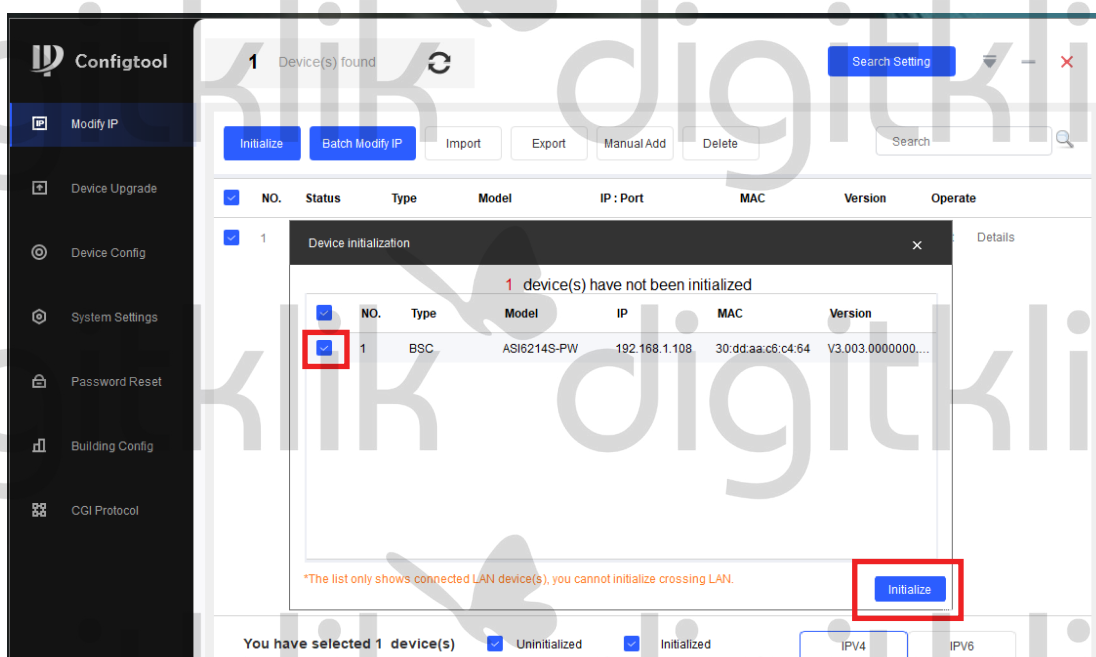 Configtool
1 Device(s) found
Search Setting
Modify IP
Device Upgrade
Device Config
System Settings
Password Reset
Building Config
CGI Protocol
Initialize Batch Modify IP Import Export Manual Add Delete Search
NO. Status Type Model IP : Port MAC Version Operate
1 Details
Device initialization
1 device(s) have not been initialized
NO. Type Model IP MAC Version
1 BSC ASI6214S-PW 192.168.1.108 30:dd:aa:c6:c4:64 V3.003.0000000....
*The list only shows connected LAN device(s), you cannot initialize crossing LAN.
Initialize
You have selected 1 device(s) Uninitialized Initialized IPV4 IPV6
digitklik
digitklik